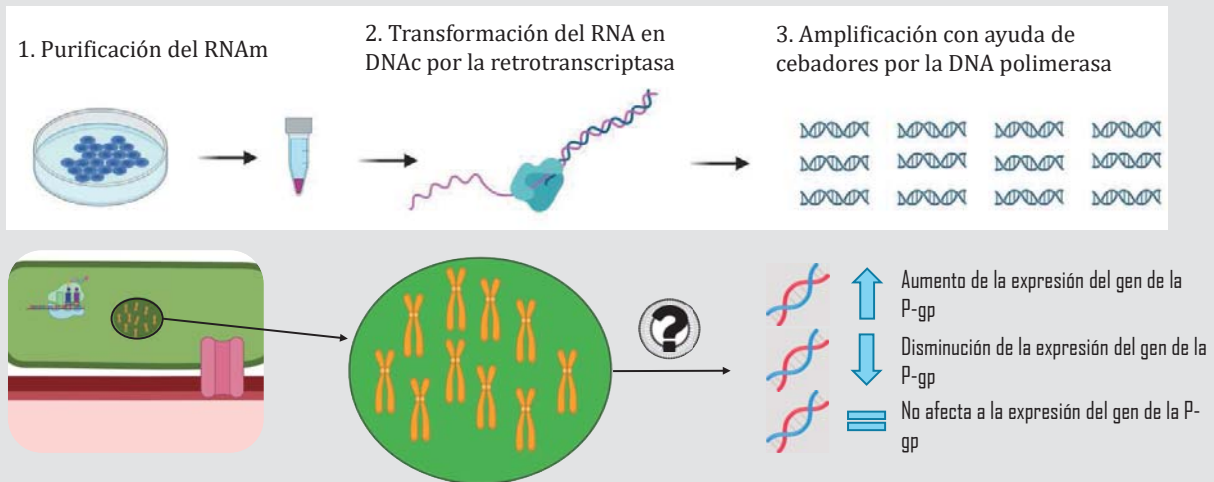 1. Purificación del RNAm
2. Transformación del RNA en
DNAc por la retrotranscriptasa
3. Amplificación con ayuda de
cebadores por la DNA polimerasa
?
Aumento de la expresión del gen de la
P-gp
Disminución de la expresión del gen de la
P-gp
No afecta a la expresión del gen de la P-
gp